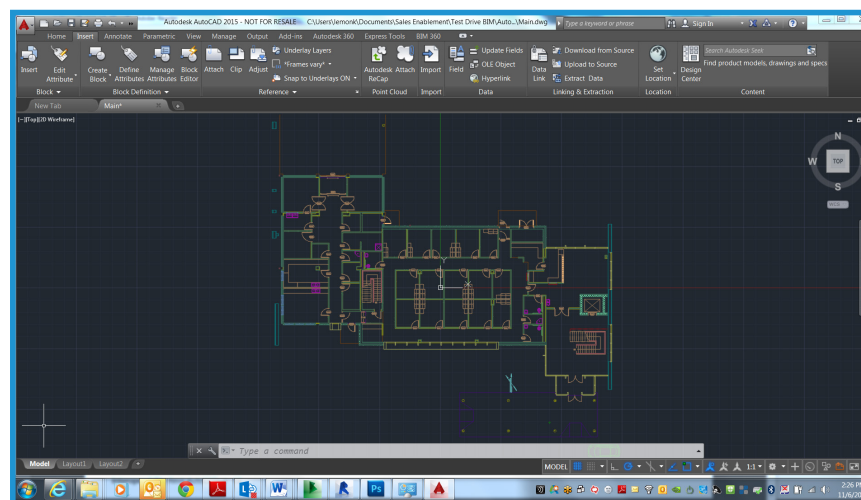 Autodesk AutoCAD 2015 - NOT FOR RESALE C:\Users\lemonk\Documents\Sales Enablement\Test Drive BIM\Auto...\Main.dwg
Type a keyword or phrase
Sign In
Home Insert Annotate Parametric View Manage Output Add-ins Autodesk 360 Express Tools BIM 360
Insert
Edit
Attribute
Create
Block
Define
Attributes
Manage
Attributes
Block
Editor
Attach
Clip
Adjust
Underlay Layers
*Frames vary*
Snap to Underlays ON
Autodesk
ReCap
Attach
Import
Field
Update Fields
OLE Object
Hyperlink
Data
Link
Download from Source
Upload to Source
Extract Data
Set
Location
Design
Center
Search Autodesk Seek
Find product models, drawings and specs
Block
Block Definition
Reference
Point Cloud
Import
Data
Linking & Extraction
Location
Content
New Tab
Main*
[-][Top][2D Wireframe]
N
W
TOP
S
Type a command
Model Layout1 Layout2
MODEL
1:1
2:26 P